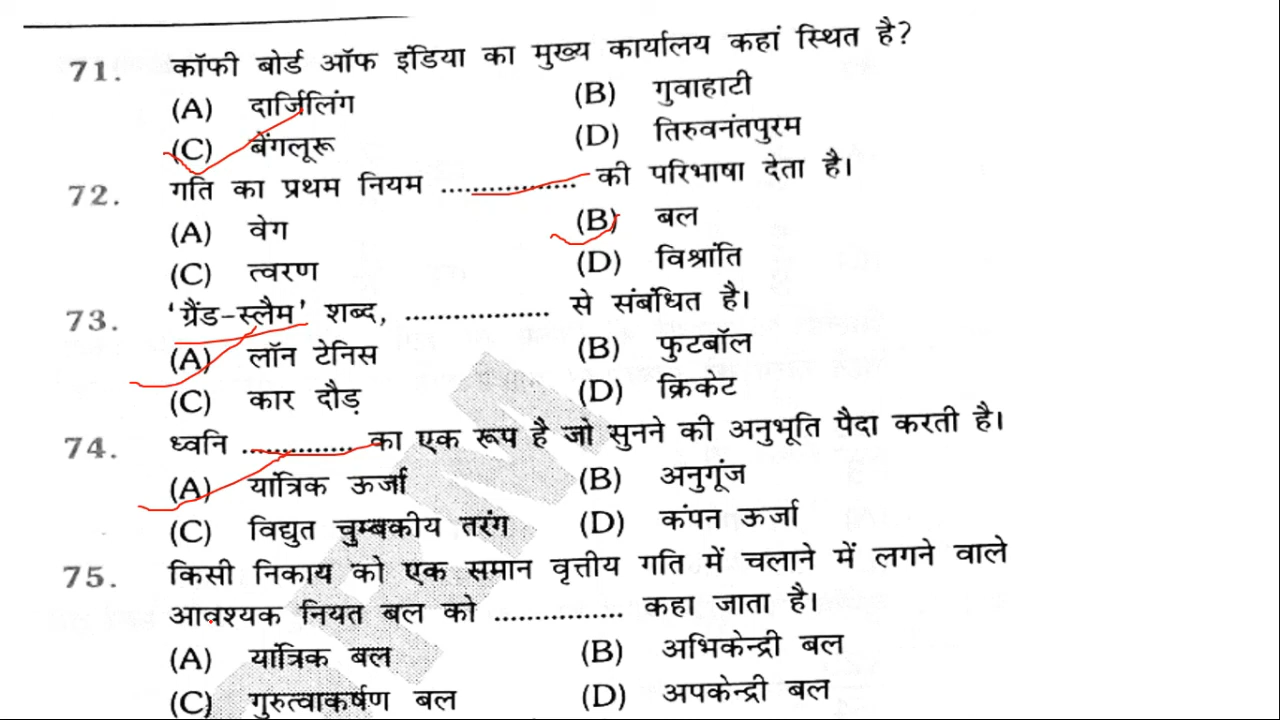 71. कॉफी बोर्ड ऑफ इंडिया का मुख्य कार्यालय कहां स्थित है?
(A) दार्जिलिंग (B) गुवाहाटी
(C) बेंगलूरू (D) तिरुवनंतपुरम
72. गति का प्रथम नियम ................. की परिभाषा देता है।
(A) वेग (B) बल
(C) त्वरण (D) विश्रांति
73. 'ग्रैंड-स्लैम' शब्द, .................. से संबंधित है।
(A) लॉन टेनिस (B) फुटबॉल
(C) कार दौड़ (D) क्रिकेट
74. ध्वनि .............. का एक रूप है जो सुनने की अनुभूति पैदा करती है।
(A) यांत्रिक ऊर्जा (B) अनुगूंज
(C) विद्युत चुम्बकीय तरंग (D) कंपन ऊर्जा
75. किसी निकाय को एक समान वृत्तीय गति में चलाने में लगने वाले
आवश्यक नियत बल को ................ कहा जाता है।
(A) यांत्रिक बल (B) अभिकेन्द्री बल
(C) गुरुत्वाकर्षण बल (D) अपकेन्द्री बल